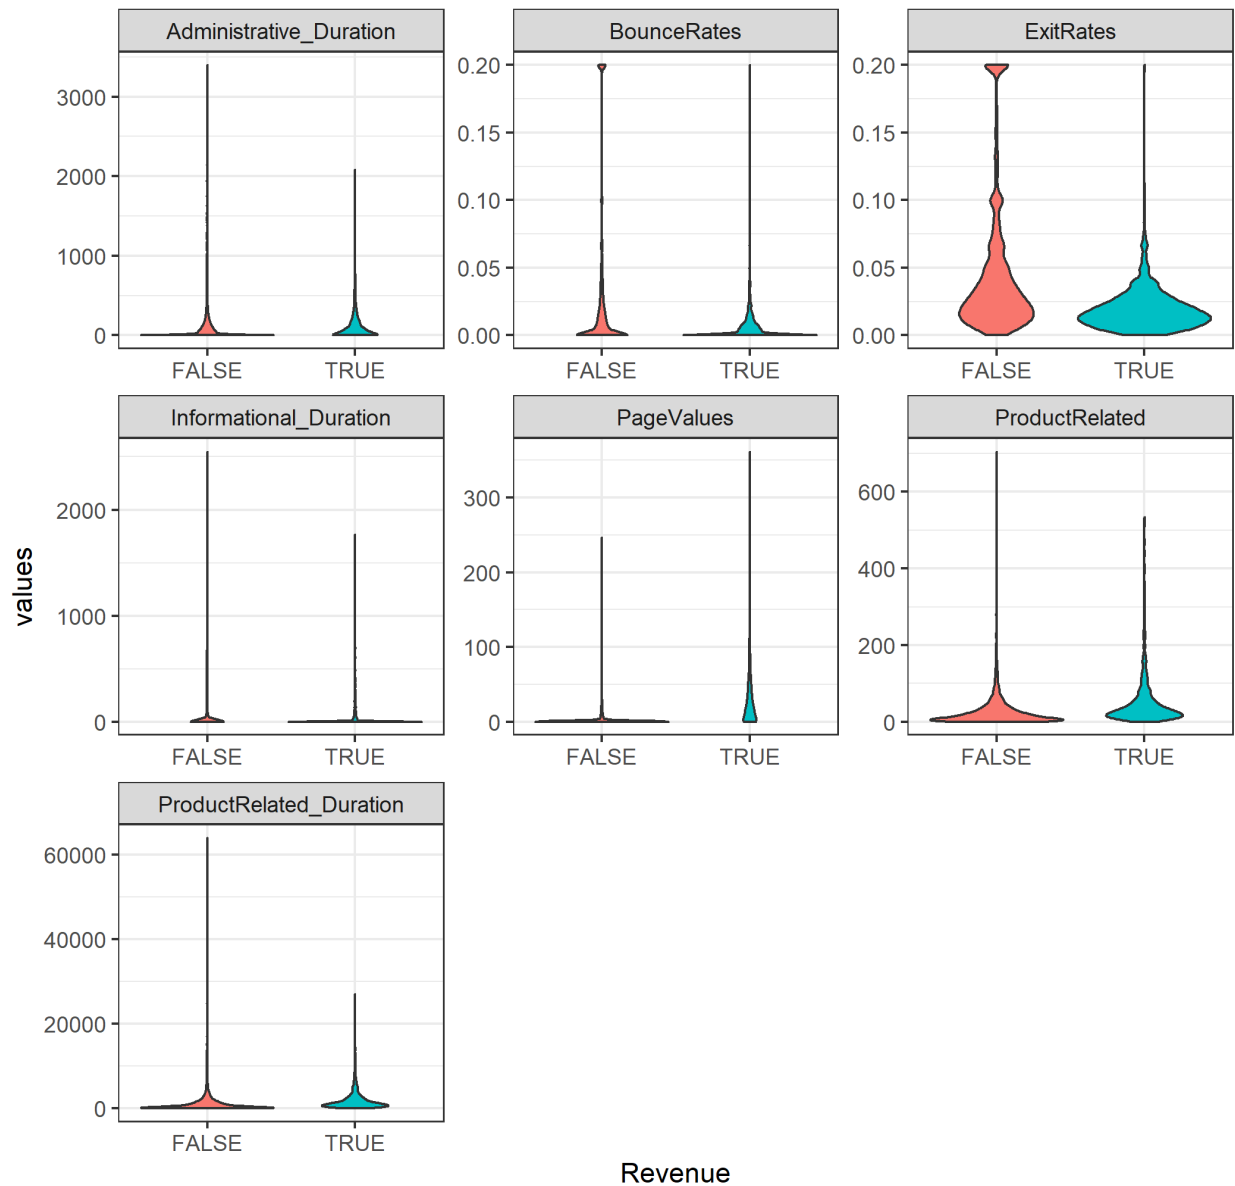 Administrative_Duration
BounceRates
ExitRates
3000
2000
1000
0
FALSE
TRUE
0.20
0.15
0.10
0.05
0.00
FALSE
TRUE
0.20
0.15
0.10
0.05
0.00
FALSE
TRUE
Informational_Duration
PageValues
ProductRelated
2000
1000
0
FALSE
TRUE
300
200
100
0
FALSE
TRUE
600
400
200
0
FALSE
TRUE
values
ProductRelated_Duration
60000
40000
20000
0
FALSE
TRUE
Revenue